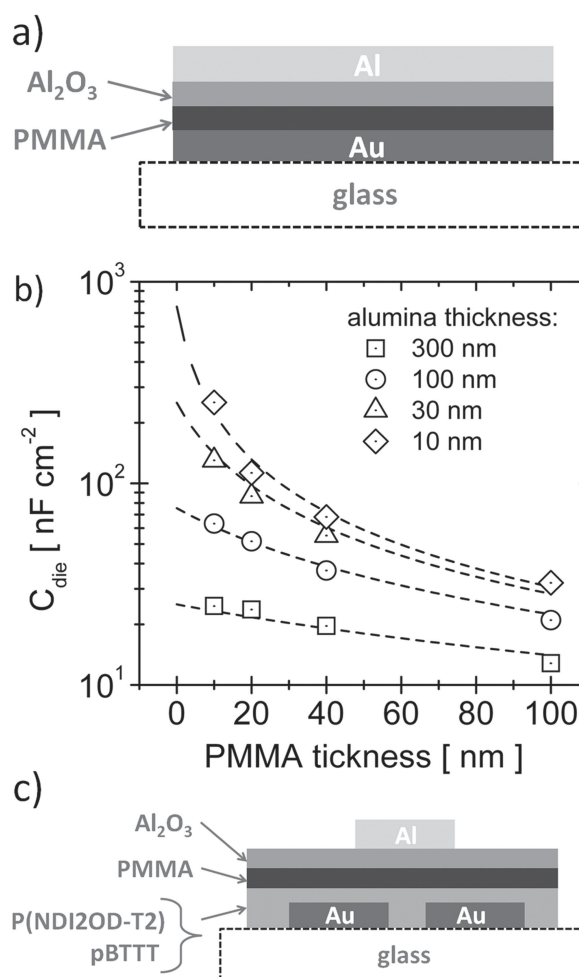 a)
Al
Al₂O₃
PMMA
Au
glass
b)
10³
alumina thickness:
300 nm
100 nm
30 nm
10 nm
10²
C_die [ nF cm⁻² ]
10¹
0 20 40 60 80 100
PMMA tickness [ nm ]
c)
Al₂O₃
Al
PMMA
P(NDI2OD-T2)
pBTTT
Au Au
glass